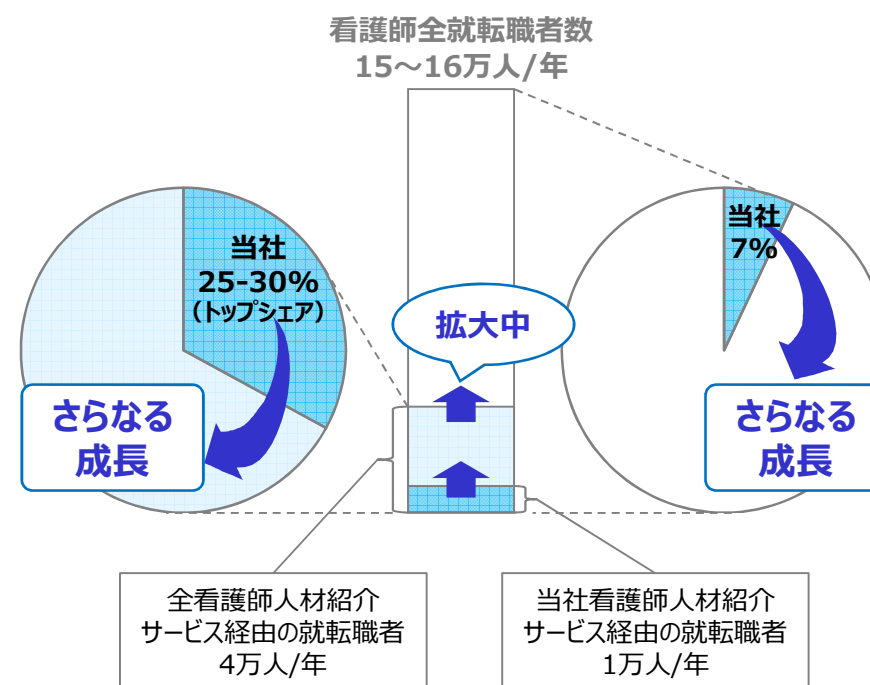 看護師全就転職者数
15～16万人/年
当社
25-30%
（トップシェア）
さらなる
成長
拡大中
当社
7%
さらなる
成長
全看護師人材紹介
サービス経由の就転職者
4万人/年
当社看護師人材紹介
サービス経由の就転職者
1万人/年